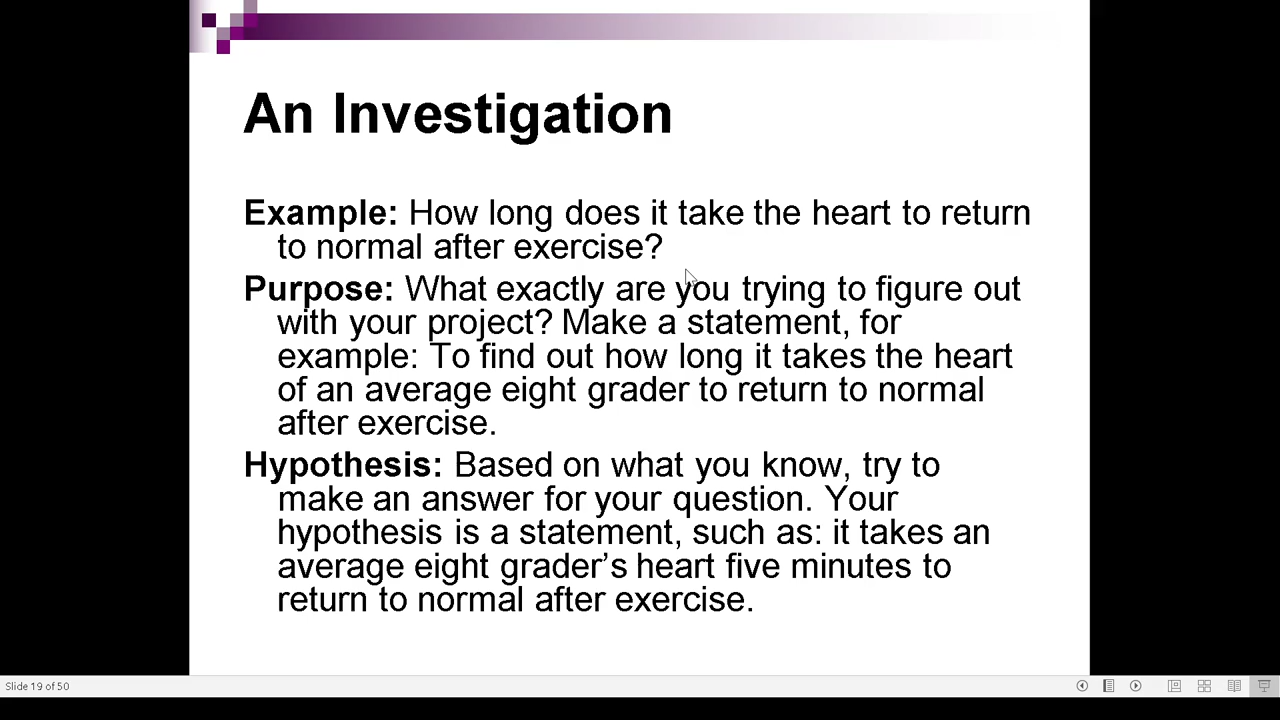 An Investigation
Example: How long does it take the heart to return
to normal after exercise?
Purpose: What exactly are you trying to figure out
with your project? Make a statement, for
example: To find out how long it takes the heart
of an average eight grader to return to normal
after exercise.
Hypothesis: Based on what you know, try to
make an answer for your question. Your
hypothesis is a statement, such as: it takes an
average eight grader’s heart five minutes to
return to normal after exercise.
Slide 19 of 50